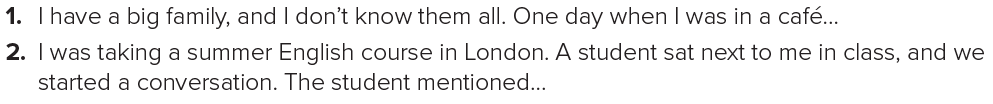 1. I have a big family, and I don’t know them all. One day when I was in a café...
2. I was taking a summer English course in London. A student sat next to me in class, and we
started a conversation. The student mentioned...